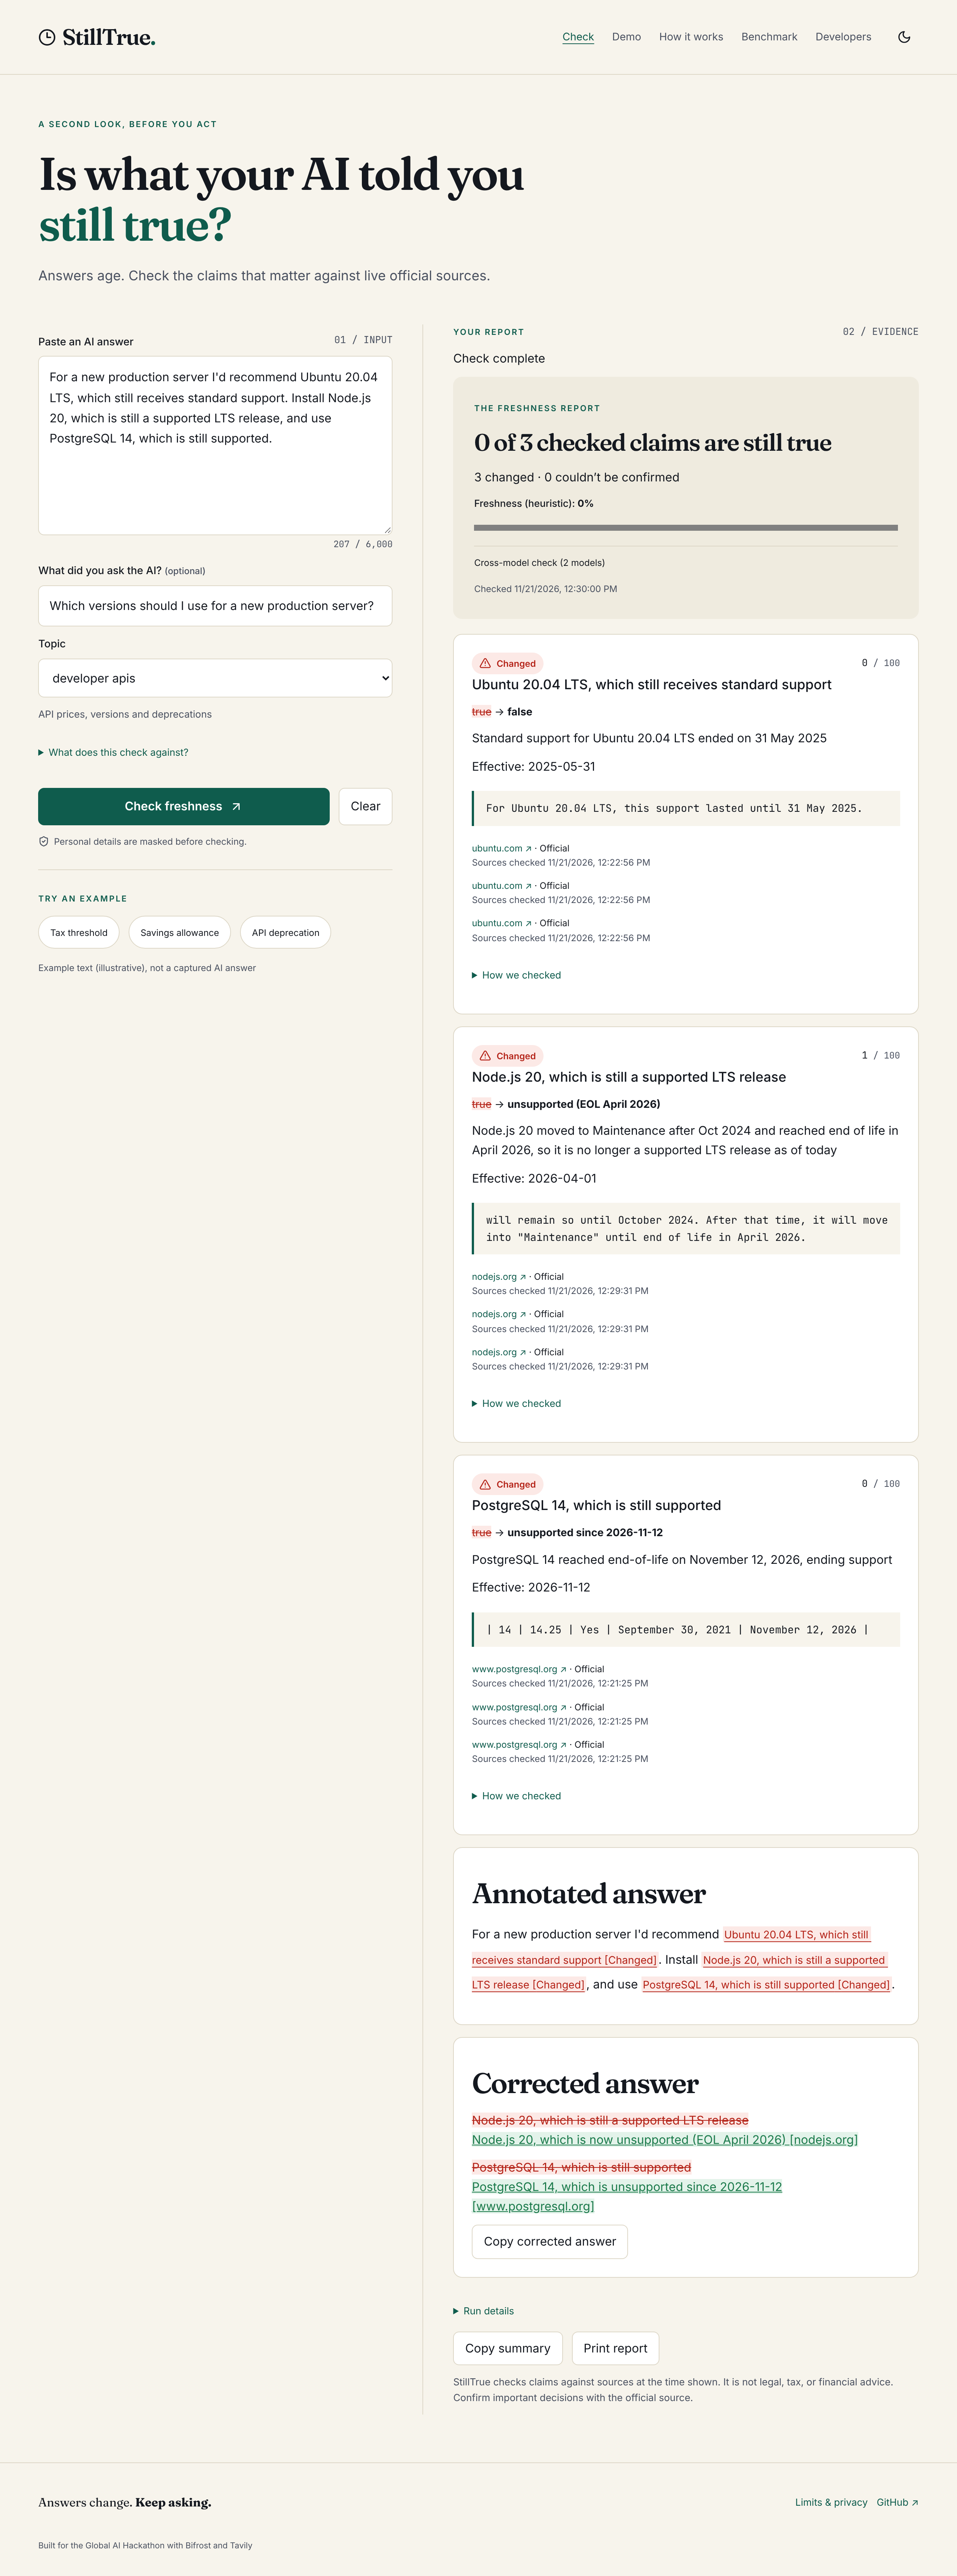 StillTrue.
Check
Demo
How it works
Benchmark
Developers
A SECOND LOOK, BEFORE YOU ACT
Is what your AI told you
still true?
Answers age. Check the claims that matter against live official sources.
Paste an AI answer
01 / INPUT
For a new production server I'd recommend Ubuntu 20.04
LTS, which still receives standard support. Install Node.js
20, which is still a supported LTS release, and use
PostgreSQL 14, which is still supported.
207 / 6,000
What did you ask the AI? (optional)
Which versions should I use for a new production server?
Topic
developer apis
API prices, versions and deprecations
What does this check against?
Check freshness ↗
Clear
Personal details are masked before checking.
TRY AN EXAMPLE
Tax threshold
Savings allowance
API deprecation
Example text (illustrative), not a captured AI answer
YOUR REPORT
02 / EVIDENCE
Check complete
THE FRESHNESS REPORT
0 of 3 checked claims are still true
3 changed · 0 couldn’t be confirmed
Freshness (heuristic): 0%
Cross-model check (2 models)
Checked 11/21/2026, 12:30:00 PM
Changed
0 / 100
Ubuntu 20.04 LTS, which still receives standard support
true → false
Standard support for Ubuntu 20.04 LTS ended on 31 May 2025
Effective: 2025-05-31
For Ubuntu 20.04 LTS, this support lasted until 31 May 2025.
ubuntu.com ↗ · Official
Sources checked 11/21/2026, 12:22:56 PM
ubuntu.com ↗ · Official
Sources checked 11/21/2026, 12:22:56 PM
ubuntu.com ↗ · Official
Sources checked 11/21/2026, 12:22:56 PM
How we checked
Changed
1 / 100
Node.js 20, which is still a supported LTS release
true → unsupported (EOL April 2026)
Node.js 20 moved to Maintenance after Oct 2024 and reached end of life in
April 2026, so it is no longer a supported LTS release as of today
Effective: 2026-04-01
will remain so until October 2024. After that time, it will move
into "Maintenance" until end of life in April 2026.
nodejs.org ↗ · Official
Sources checked 11/21/2026, 12:29:31 PM
nodejs.org ↗ · Official
Sources checked 11/21/2026, 12:29:31 PM
nodejs.org ↗ · Official
Sources checked 11/21/2026, 12:29:31 PM
How we checked
Changed
0 / 100
PostgreSQL 14, which is still supported
true → unsupported since 2026-11-12
PostgreSQL 14 reached end-of-life on November 12, 2026, ending support
Effective: 2026-11-12
| 14 | 14.25 | Yes | September 30, 2021 | November 12, 2026 |
www.postgresql.org ↗ · Official
Sources checked 11/21/2026, 12:21:25 PM
www.postgresql.org ↗ · Official
Sources checked 11/21/2026, 12:21:25 PM
www.postgresql.org ↗ · Official
Sources checked 11/21/2026, 12:21:25 PM
How we checked
Annotated answer
For a new production server I'd recommend Ubuntu 20.04 LTS, which still
receives standard support [Changed]. Install Node.js 20, which is still a supported
LTS release [Changed], and use PostgreSQL 14, which is still supported [Changed].
Corrected answer
Node.js 20, which is still a supported LTS release
Node.js 20, which is now unsupported (EOL April 2026) [nodejs.org]
PostgreSQL 14, which is still supported
PostgreSQL 14, which is unsupported since 2026-11-12
[www.postgresql.org]
Copy corrected answer
Run details
Copy summary
Print report
StillTrue checks claims against sources at the time shown. It is not legal, tax, or financial advice.
Confirm important decisions with the official source.
Answers change. Keep asking.
Limits & privacy
GitHub ↗
Built for the Global AI Hackathon with Bifrost and Tavily